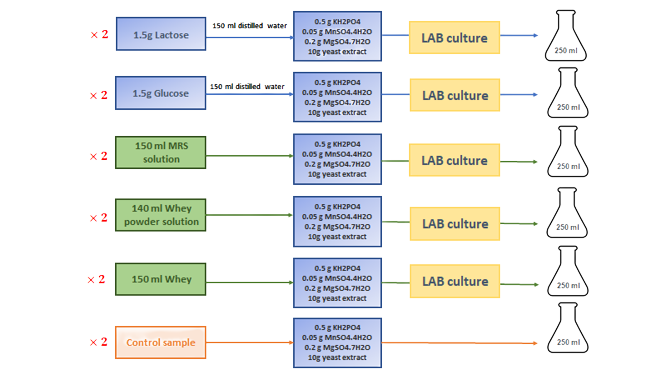 × 2
1.5g Lactose
150 ml distilled water
0.5 g KH2PO4
0.05 g MnSO4.4H2O
0.2 g MgSO4.7H2O
10g yeast extract
LAB culture
250 ml
× 2
1.5g Glucose
150 ml distilled water
0.5 g KH2PO4
0.05 g MnSO4.4H2O
0.2 g MgSO4.7H2O
10g yeast extract
LAB culture
250 ml
× 2
150 ml MRS
solution
0.5 g KH2PO4
0.05 g MnSO4.4H2O
0.2 g MgSO4.7H2O
10g yeast extract
LAB culture
250 ml
× 2
140 ml Whey
powder solution
0.5 g KH2PO4
0.05 g MnSO4.4H2O
0.2 g MgSO4.7H2O
10g yeast extract
LAB culture
250 ml
× 2
150 ml Whey
0.5 g KH2PO4
0.05 g MnSO4.4H2O
0.2 g MgSO4.7H2O
10g yeast extract
LAB culture
250 ml
× 2
Control sample
0.5 g KH2PO4
0.05 g MnSO4.4H2O
0.2 g MgSO4.7H2O
10g yeast extract
250 ml